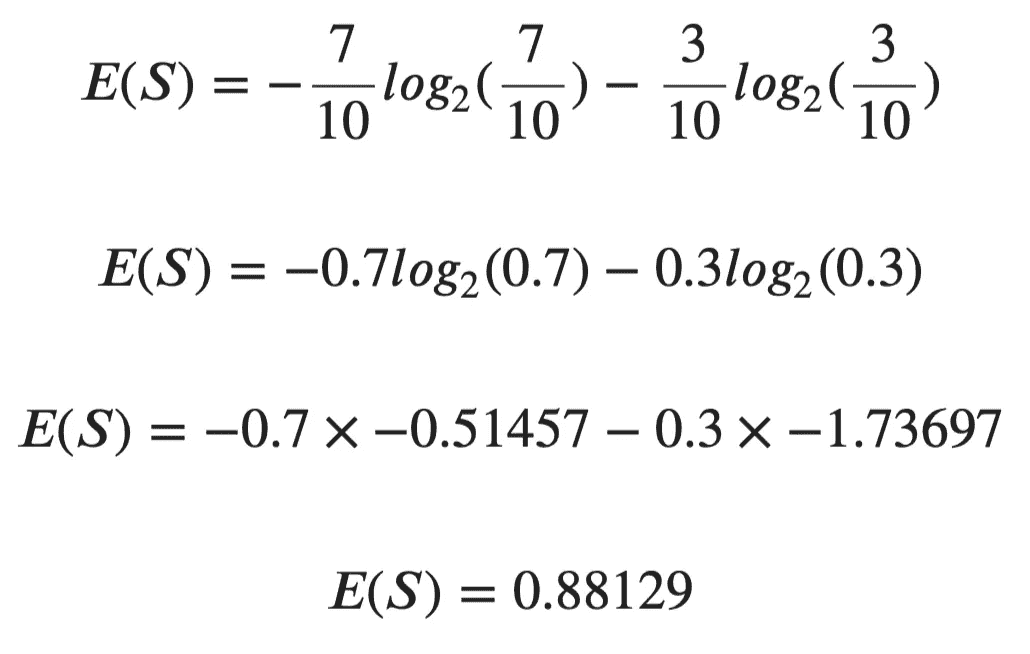 E(S) = −7/10 log₂(7/10) − 3/10 log₂(3/10)
E(S) = −0.7log₂(0.7) − 0.3log₂(0.3)
E(S) = −0.7 × −0.51457 − 0.3 × −1.73697
E(S) = 0.88129